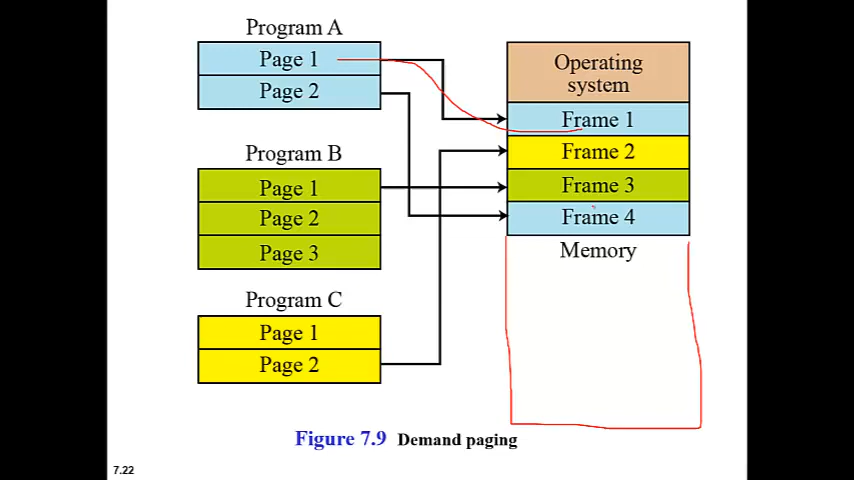 Program A
Page 1
Page 2
Program B
Page 1
Page 2
Page 3
Program C
Page 1
Page 2
Operating
system
Frame 1
Frame 2
Frame 3
Frame 4
Memory
Figure 7.9 Demand paging
7.22